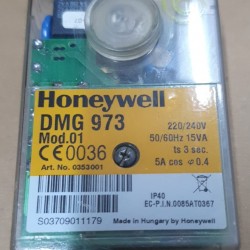 Honeywell
DMG 973
Mod.01
220/240V
50/60Hz 15VA
ts 3 sec.
5A cos φ 0.4
CE 0036
Art. No. 0353001
IP40
EC-P.I.N.0085AT0367
S03709011179
Made in Hungary by Honeywell